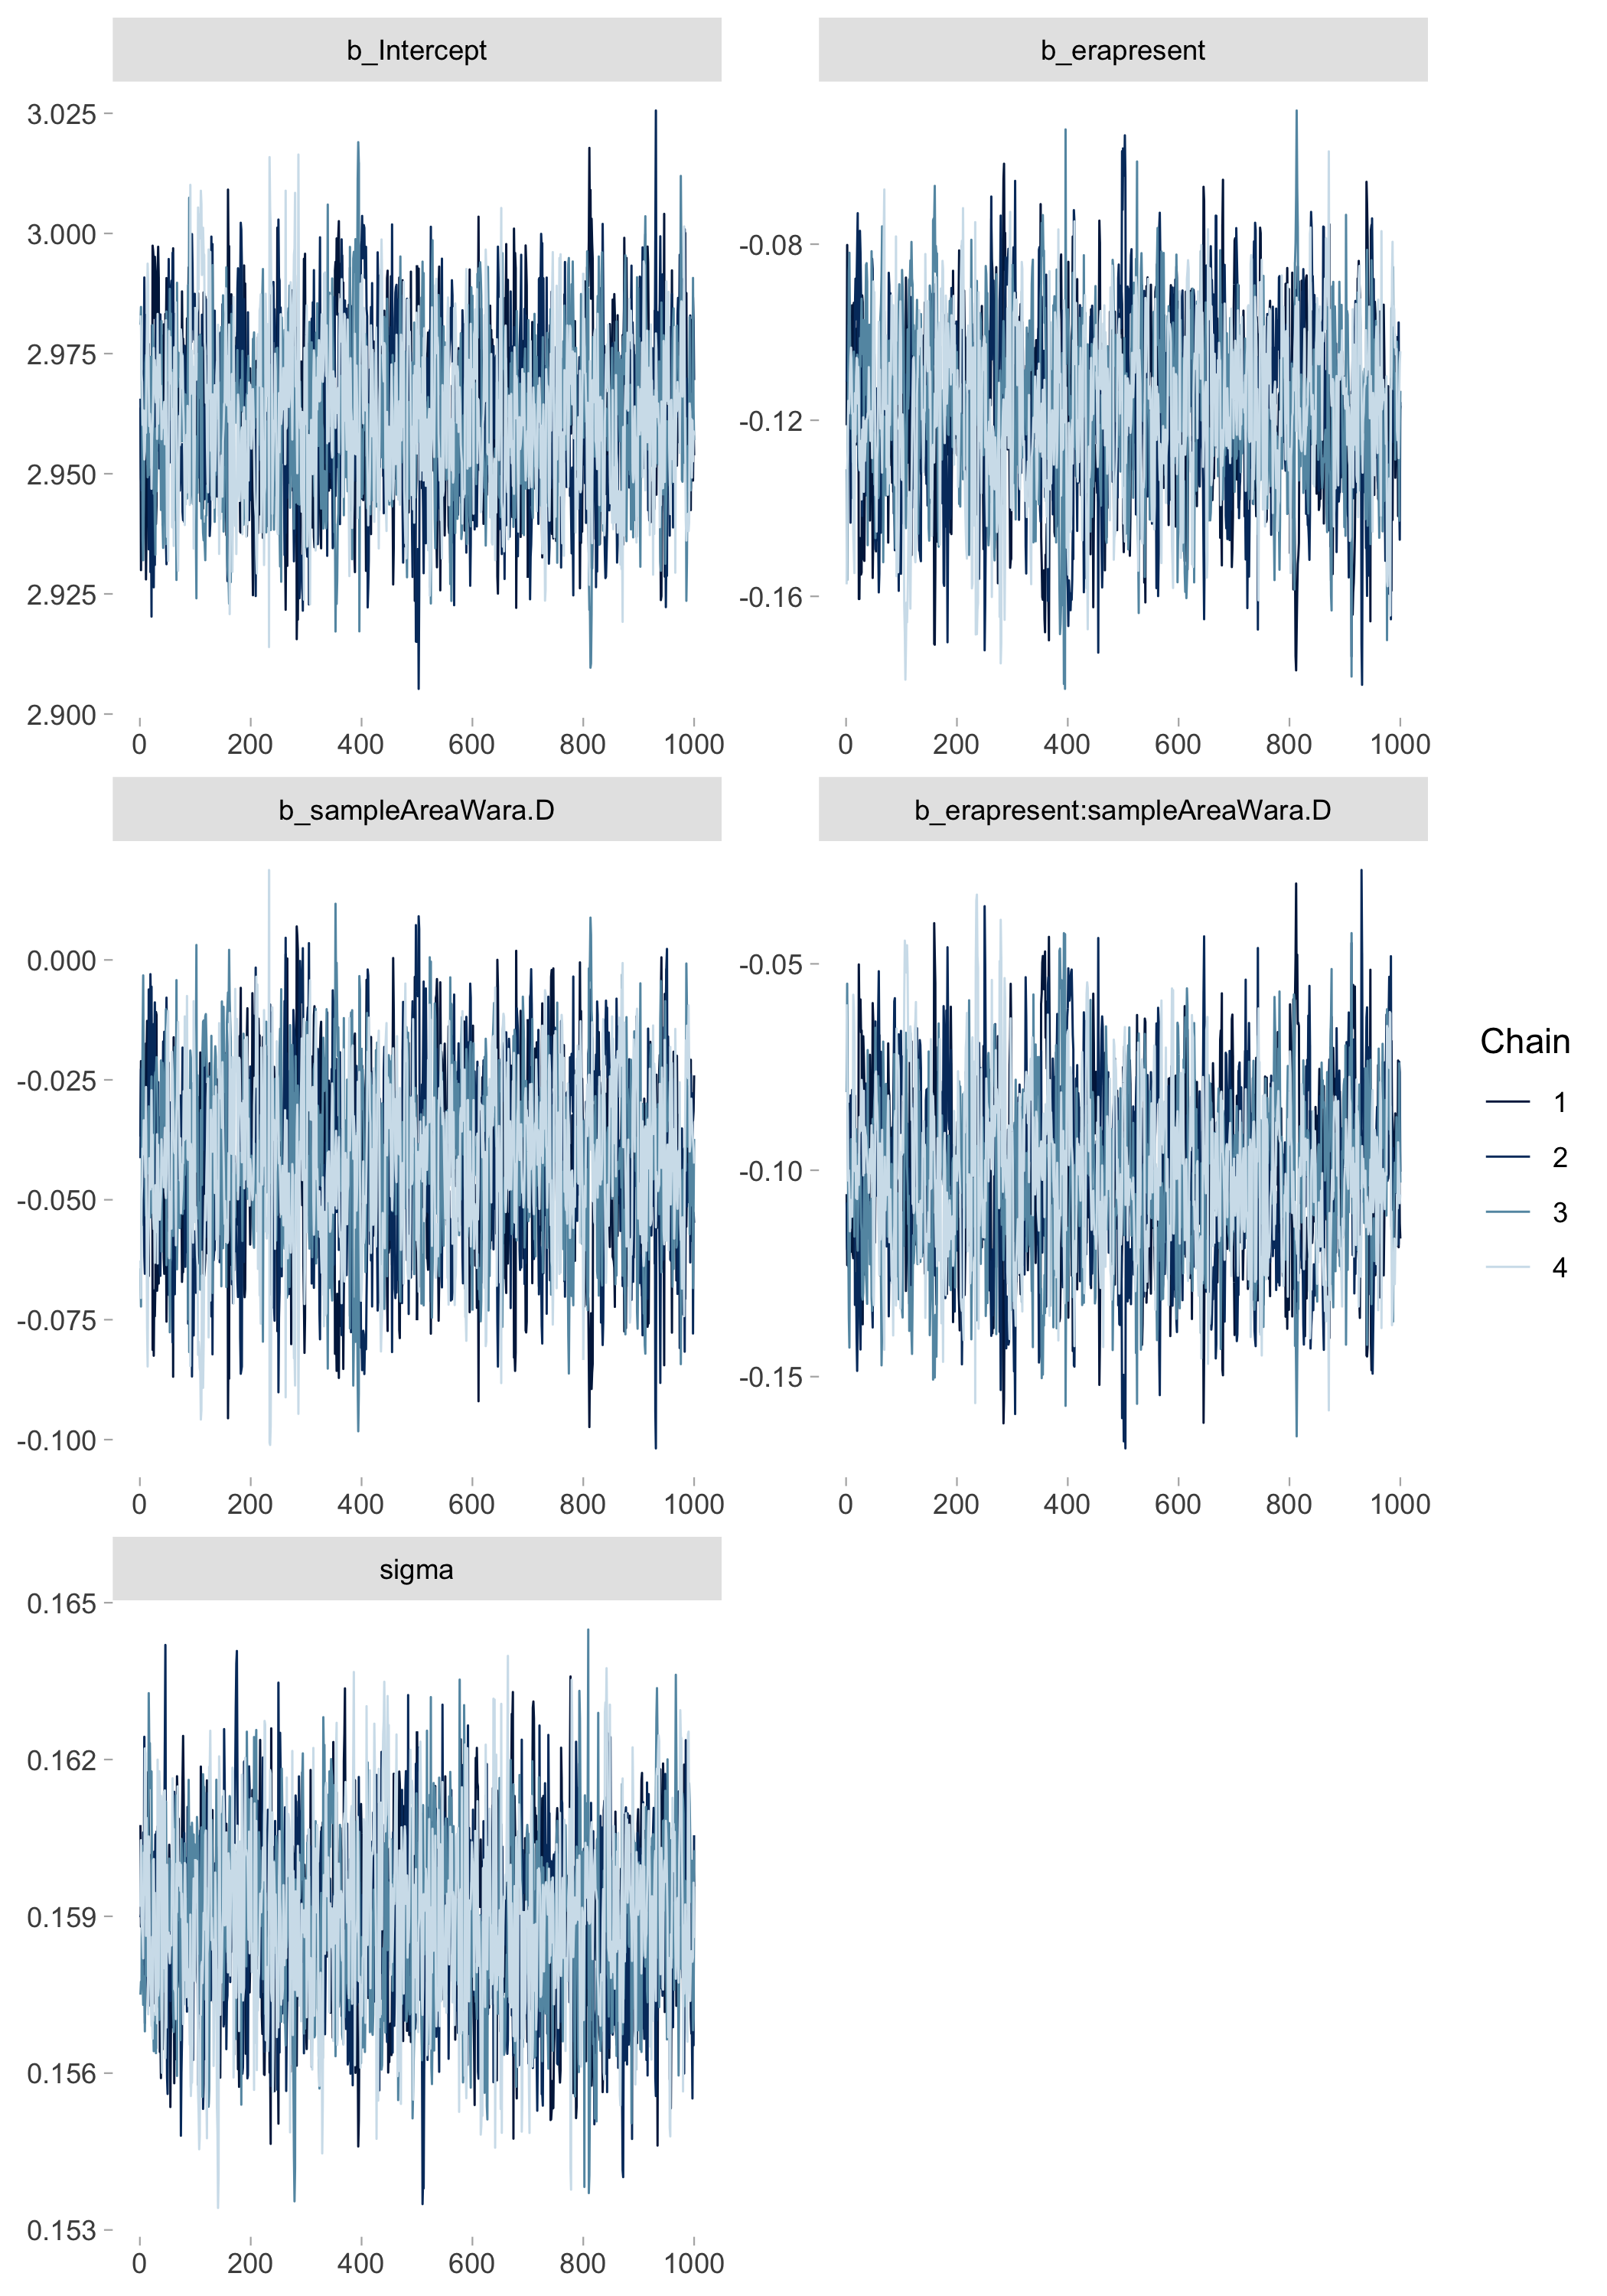 b_Intercept
3.025
3.000
2.975
2.950
2.925
2.900
0 200 400 600 800 1000
b_erapresent
-0.08
-0.12
-0.16
0 200 400 600 800 1000
b_sampleAreaWara.D
0.000
-0.025
-0.050
-0.075
-0.100
0 200 400 600 800 1000
b_erapresent:sampleAreaWara.D
-0.05
-0.10
-0.15
0 200 400 600 800 1000
sigma
0.165
0.162
0.159
0.156
0.153
0 200 400 600 800 1000
Chain
1
2
3
4